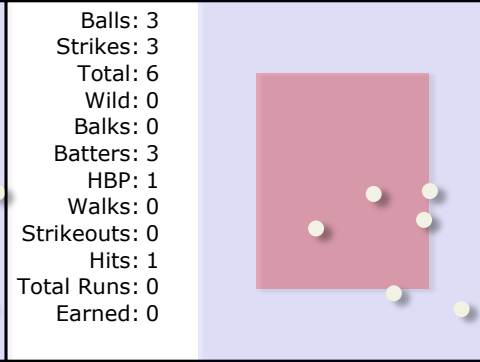 Balls: 3
Strikes: 3
Total: 6
Wild: 0
Balks: 0
Batters: 3
HBP: 1
Walks: 0
Strikeouts: 0
Hits: 1
Total Runs: 0
Earned: 0